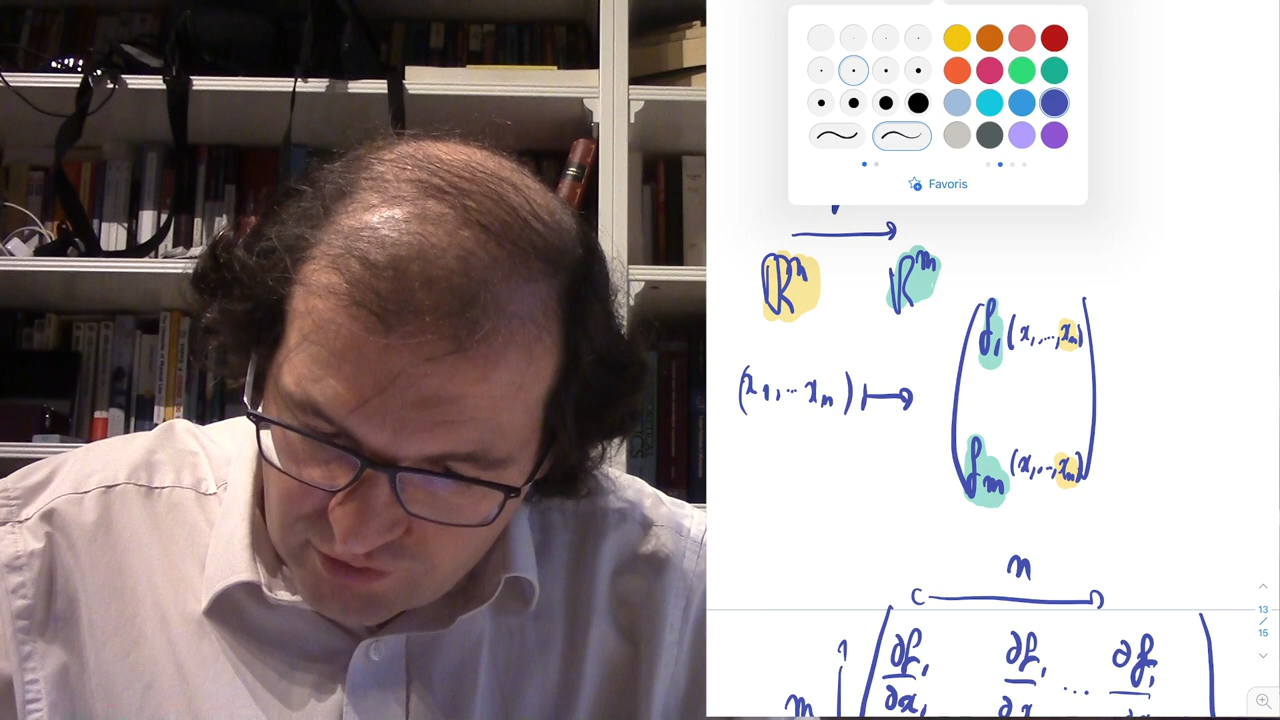 Favoris
ℝⁿ ℝᵐ
f₁ (x₁,...,xₙ)
(x₁,...xₙ) ↦
fₘ (x₁,...,xₙ)
n
13
/
15
∂f₁ ∂f₁ ... ∂f₁
∂x₁ ∂x
m